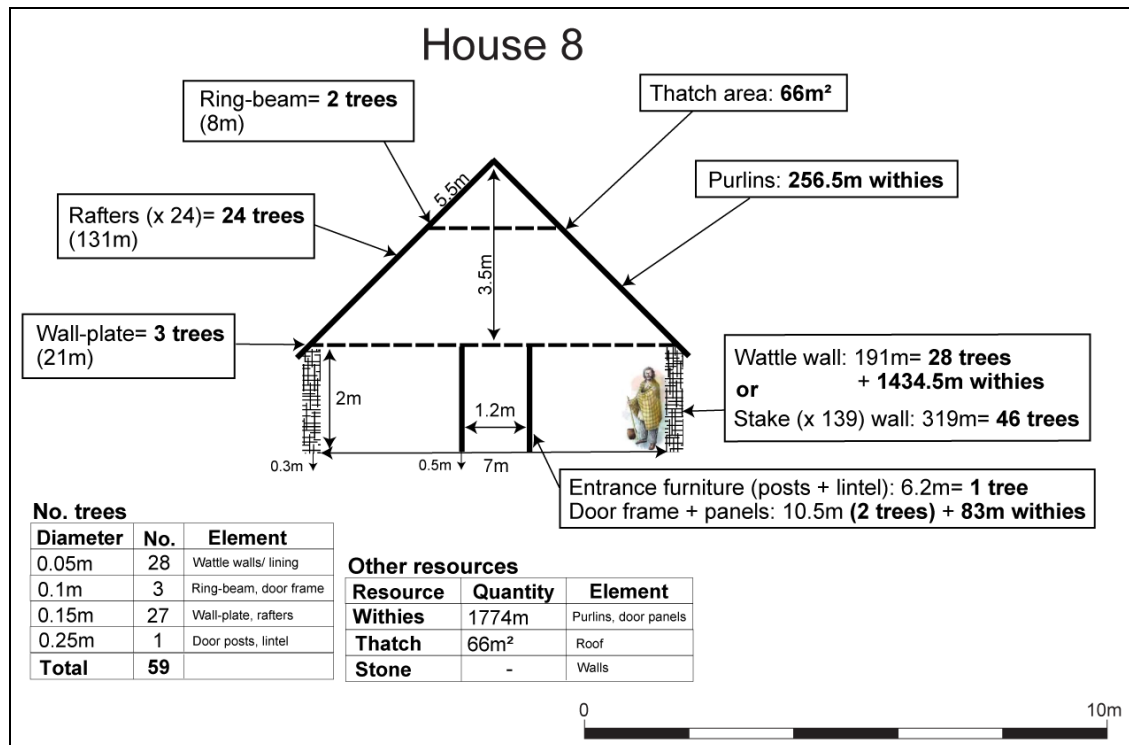 House 8
Ring-beam= 2 trees
(8m)
Thatch area: 66m²
Purlins: 256.5m withies
Rafters (x 24)= 24 trees
(131m)
5.5m
3.5m
Wall-plate= 3 trees
(21m)
Wattle wall: 191m= 28 trees
+ 1434.5m withies
or
Stake (x 139) wall: 319m= 46 trees
2m
1.2m
0.3m
0.5m
7m
Entrance furniture (posts + lintel): 6.2m= 1 tree
Door frame + panels: 10.5m (2 trees) + 83m withies
No. trees
Diameter No. Element
0.05m 28 Wattle walls/ lining
0.1m 3 Ring-beam, door frame
0.15m 27 Wall-plate, rafters
0.25m 1 Door posts, lintel
Total 59
Other resources
Resource Quantity Element
Withies 1774m Purlins, door panels
Thatch 66m² Roof
Stone - Walls
0 10m